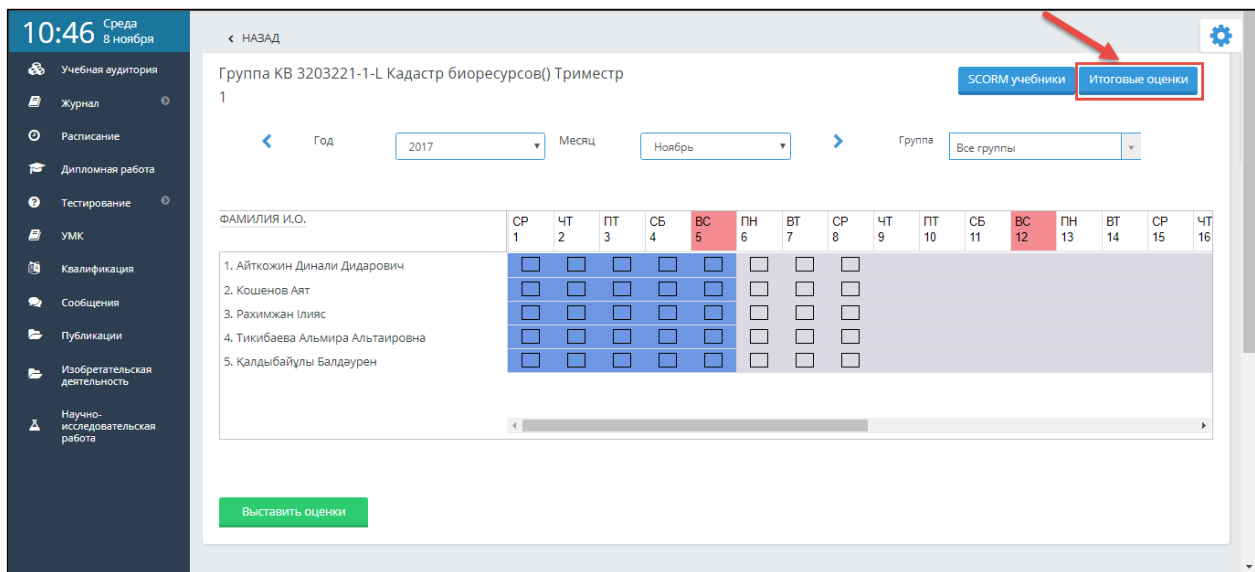 10:46 Среда
8 ноября
Учебная аудитория
Журнал
Расписание
Дипломная работа
Тестирование
УМК
Квалификация
Сообщения
Публикации
Изобретательская
деятельность
Научно-
исследовательская
работа
НАЗАД
Группа КВ 3203221-1-L Кадастр биоресурсов() Триместр
1
SCORM учебники Итоговые оценки
Год 2017 Месяц Ноябрь Группа Все группы
ФАМИЛИЯ И.О. СР ЧТ ПТ СБ ВС ПН ВТ СР ЧТ ПТ СБ ВС ПН ВТ СР ЧТ
1 2 3 4 5 6 7 8 9 10 11 12 13 14 15 16
1. Айткожин Динали Дидарович
2. Кошенов Аят
3. Рахимжан Ілияс
4. Тикибаева Альмира Альтаировна
5. Қалдыбайұлы Балдәурен
Выставить оценки